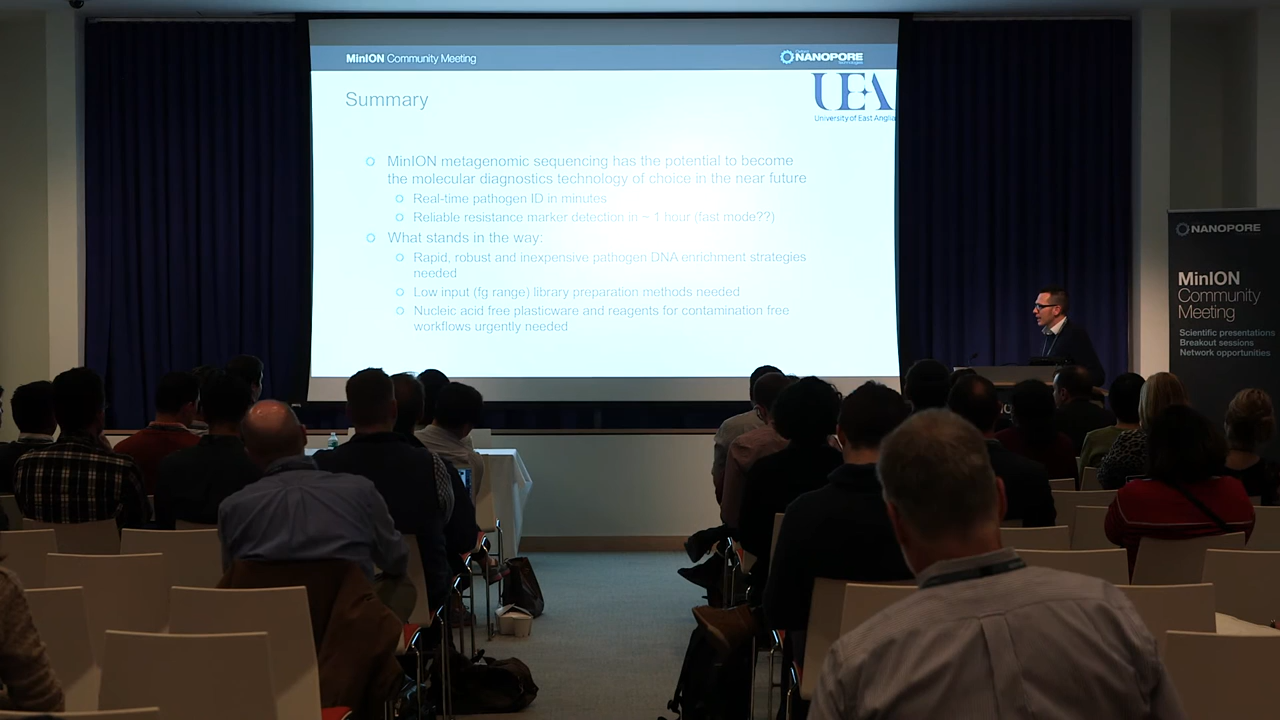 MinION Community Meeting
Oxford
NANOPORE
Technologies
UEA
University of East Anglia
Summary
MinION metagenomic sequencing has the potential to become
the molecular diagnostics technology of choice in the near future
Real-time pathogen ID in minutes
Reliable resistance marker detection in ~ 1 hour (fast mode??)
What stands in the way:
Rapid, robust and inexpensive pathogen DNA enrichment strategies
needed
Low input (fg range) library preparation methods needed
Nucleic acid free plasticware and reagents for contamination free
workflows urgently needed
NANOPORE
MinION
Community
Meeting
Scientific presentations
Breakout sessions
Network opportunities